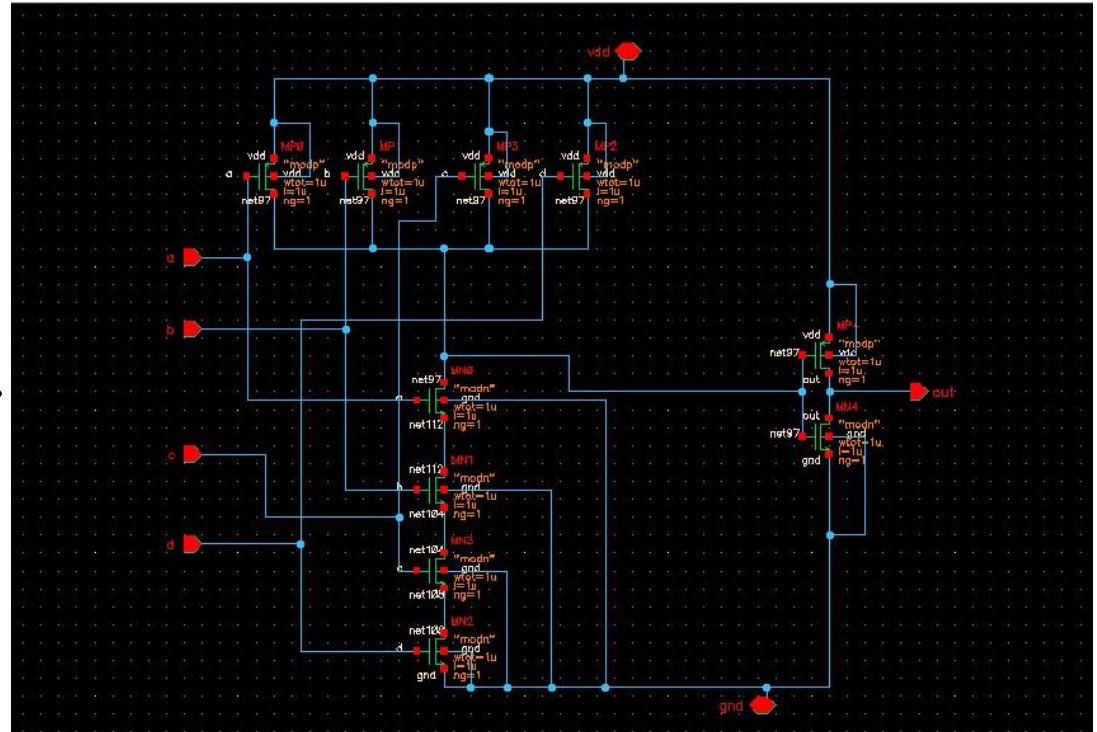 vdd
MP0
MP
MP3
MP2
vdd
vdd
vdd
vdd
"modp"
"modp"
"modp"
"modp"
a
vdd
b
vdd
c
vdd
d
vdd
wtot=1u
wtot=1u
wtot=1u
wtot=1u
l=1u
l=1u
l=1u
l=1u
net97
ng=1
net97
ng=1
net97
ng=1
net97
ng=1
a
b
MP4
vdd
"modp"
net97
vdd
wtot=1u
l=1u
out
ng=1
out
MN0
net97
"modn"
a
gnd
wtot=1u
l=1u
net112
ng=1
MN4
out
"modn"
net97
gnd
wtot=1u
l=1u
gnd
ng=1
c
MN1
net112
"modn"
b
gnd
wtot=1u
l=1u
net104
ng=1
d
MN3
net104
"modn"
c
gnd
wtot=1u
l=1u
ng=1
MN2
"modn"
d
gnd
wtot=1u
l=1u
gnd
ng=1
gnd